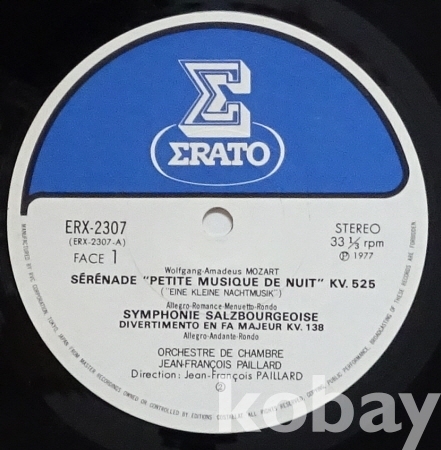 Σ
ERATO
ERX-2307
(ERX-2307-A)
FACE 1
STEREO
33 1/3 rpm
Ⓟ 1977
Wolfgang-Amadeus MOZART
SÉRÉNADE "PETITE MUSIQUE DE NUIT" KV. 525
("EINE KLEINE NACHTMUSIK")
Allegro-Romance-Menuetto-Rondo
SYMPHONIE SALZBOURGEOISE
DIVERTIMENTO EN FA MAJEUR KV. 138
Allegro-Andante-Rondo
ORCHESTRE DE CHAMBRE
JEAN-FRANÇOIS PAILLARD
Direction: Jean-François PAILLARD
kobay